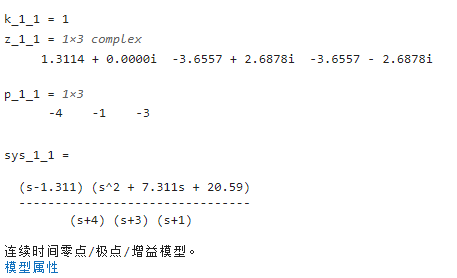 k_1_1 = 1
z_1_1 = 1×3 complex
1.3114 + 0.0000i -3.6557 + 2.6878i -3.6557 - 2.6878i
p_1_1 = 1×3
-4 -1 -3
sys_1_1 =
(s-1.311) (s^2 + 7.311s + 20.59)
-------------------------------
(s+4) (s+3) (s+1)
连续时间零点/极点/增益模型。
模型属性